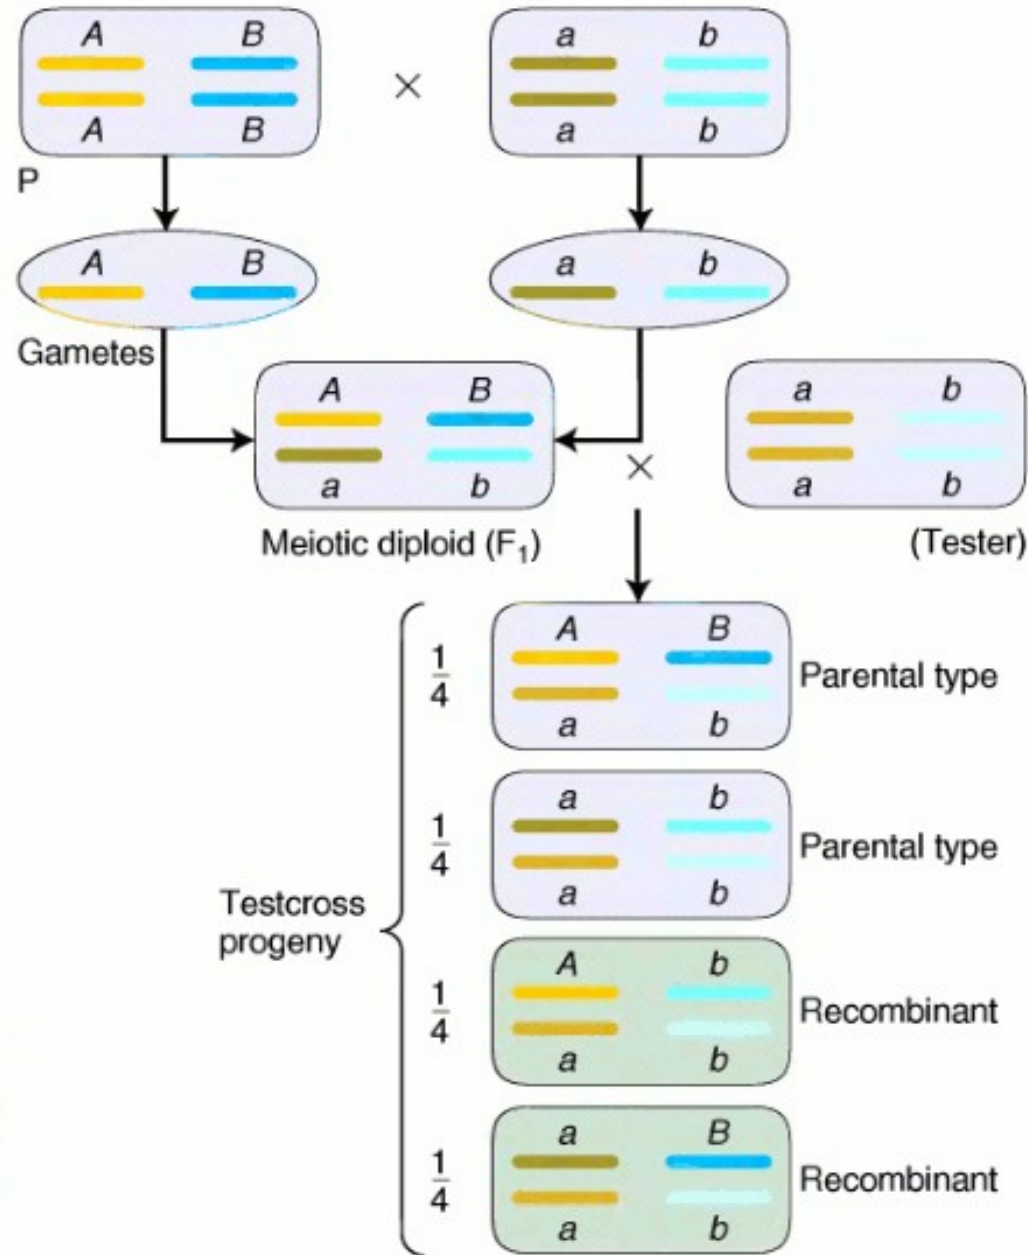 A B a b
×
A B a b
P
A B a b
Gametes
A B a b
×
a b a b
Meiotic diploid (F₁) (Tester)
A B
1/4 Parental type
a b
a b
1/4 Parental type
a b
Testcross
progeny
A b
1/4 Recombinant
a b
a B
1/4 Recombinant
a b